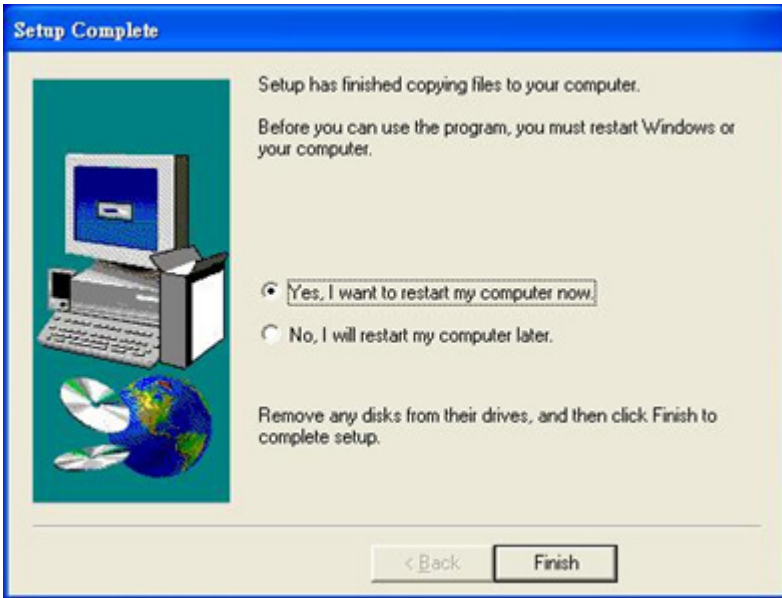 Setup Complete
Setup has finished copying files to your computer.
Before you can use the program, you must restart Windows or
your computer.
Yes, I want to restart my computer now.
No, I will restart my computer later.
Remove any disks from their drives, and then click Finish to
complete setup.
< Back
Finish